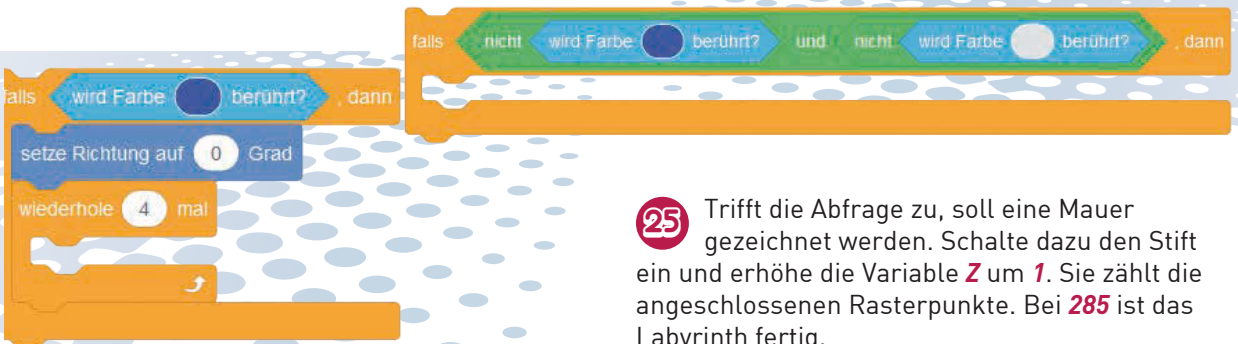 falls nicht wird Farbe berührt? und nicht wird Farbe berührt? , dann
falls wird Farbe berührt? , dann
setze Richtung auf 0 Grad
wiederhole 4 mal
25 Trifft die Abfrage zu, soll eine Mauer
gezeichnet werden. Schalte dazu den Stift
ein und erhöhe die Variable Z um 1. Sie zählt die
angeschlossenen Rasterpunkte. Bei 285 ist das
Labyrinth fertig.